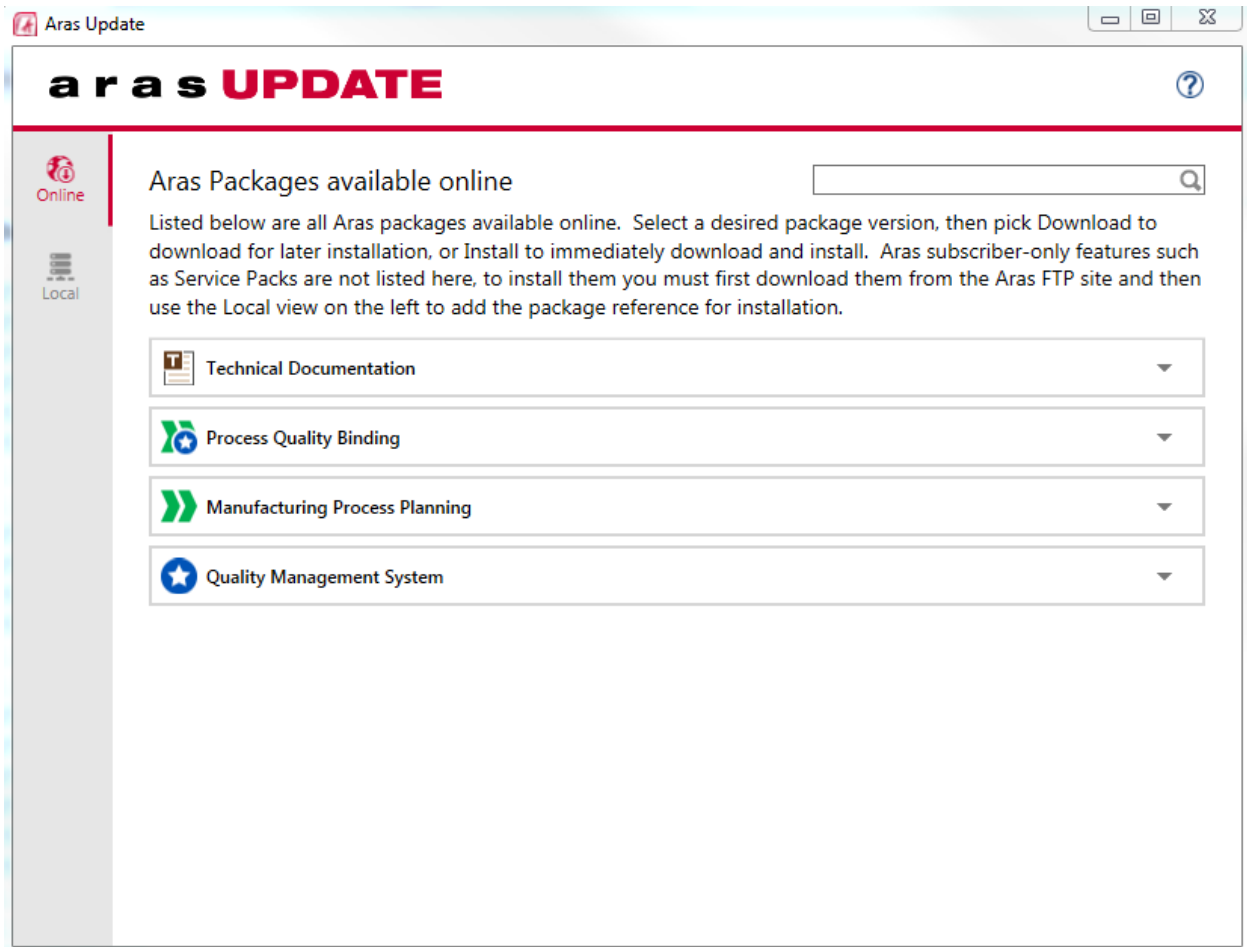 Aras Update
aras UPDATE
?
Online
Local
Aras Packages available online
Listed below are all Aras packages available online.  Select a desired package version, then pick Download to
download for later installation, or Install to immediately download and install.  Aras subscriber-only features such
as Service Packs are not listed here, to install them you must first download them from the Aras FTP site and then
use the Local view on the left to add the package reference for installation.
T
Technical Documentation
Process Quality Binding
Manufacturing Process Planning
Quality Management System